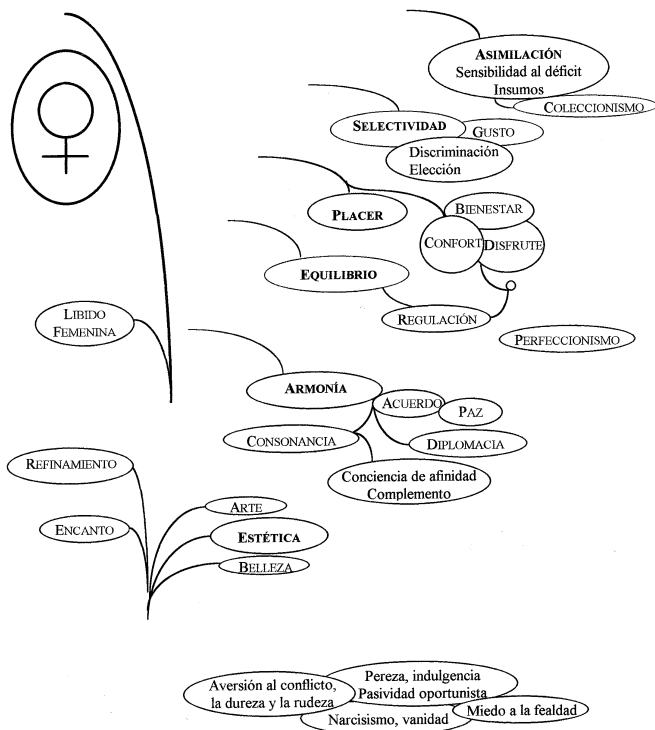 ASIMILACIÓN
Sensibilidad al déficit
Insumos
COLECCIONISMO
SELECTIVIDAD
GUSTO
Discriminación
Elección
PLACER
BIENESTAR
CONFORT
DISFRUTE
EQUILIBRIO
REGULACIÓN
PERFECCIONISMO
LIBIDO
FEMENINA
ARMONÍA
ACUERDO
PAZ
CONSONANCIA
DIPLOMACIA
Conciencia de afinidad
Complemento
REFINAMIENTO
ENCANTO
ARTE
ESTÉTICA
BELLEZA
Aversión al conflicto,
la dureza y la rudeza
Pereza, indulgencia
Pasividad oportunista
Narcisismo, vanidad
Miedo a la fealdad